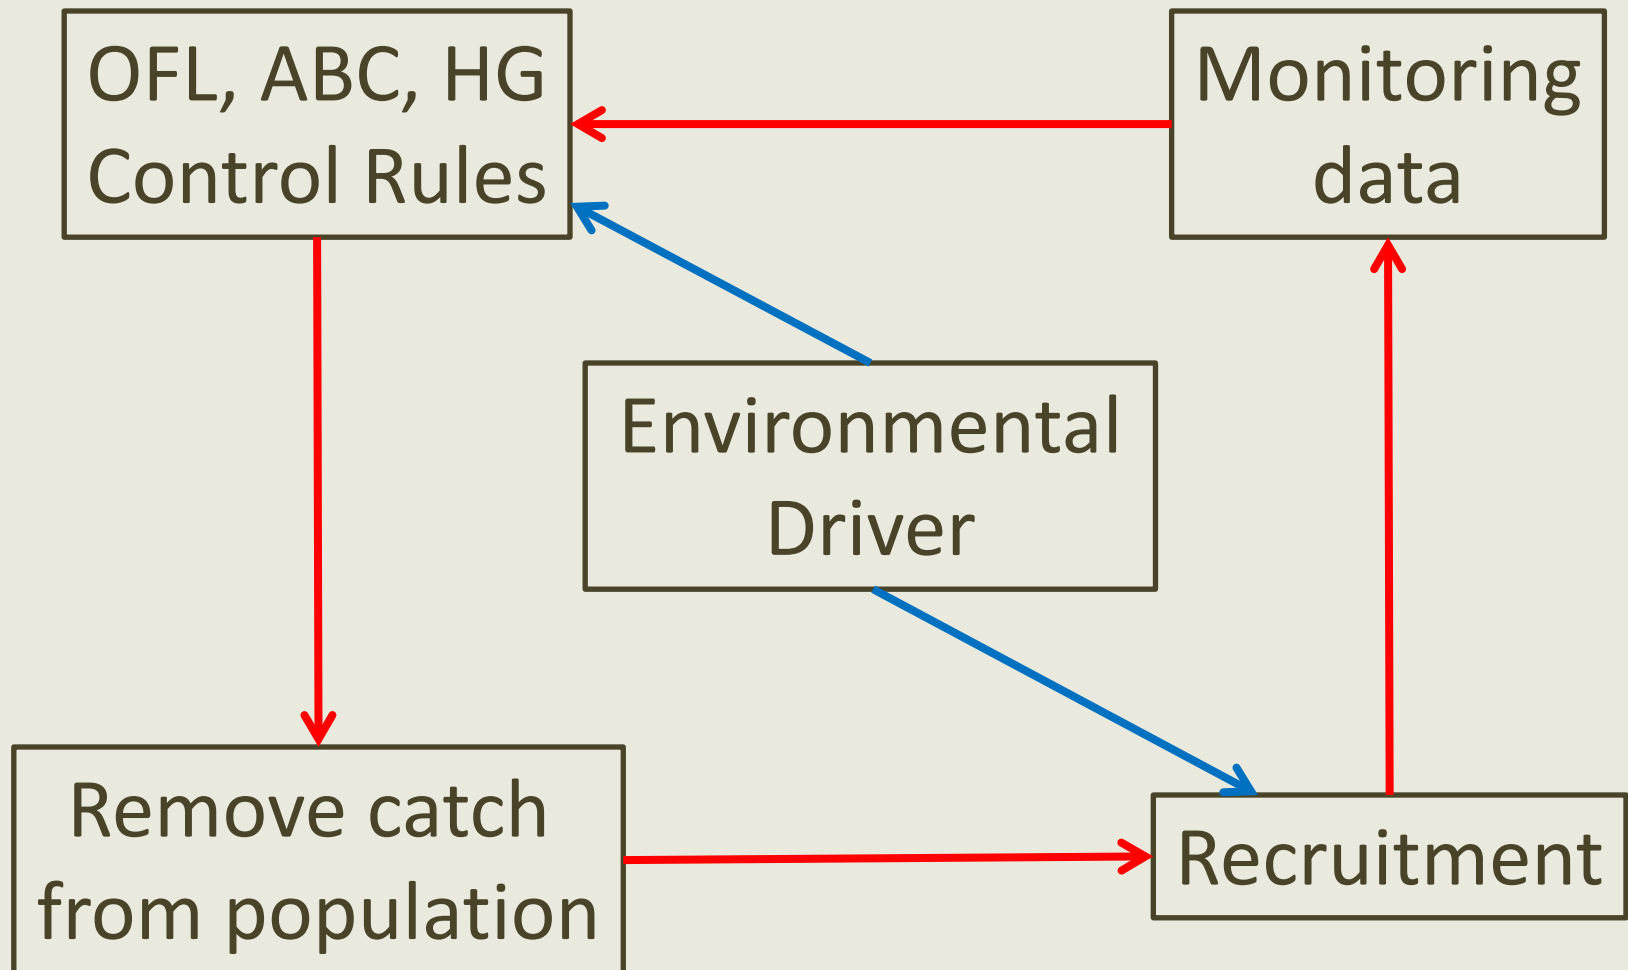 OFL, ABC, HG
Control Rules
Monitoring
data
Environmental
Driver
Remove catch
from population
Recruitment